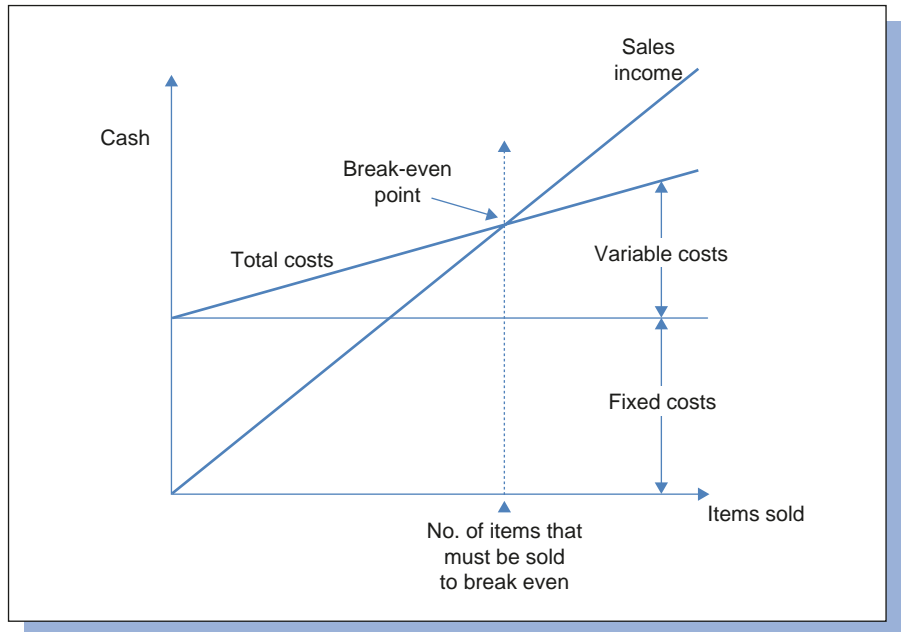 Sales
income
Cash
Break-even
point
Total costs
Variable costs
Fixed costs
Items sold
No. of items that
must be sold
to break even